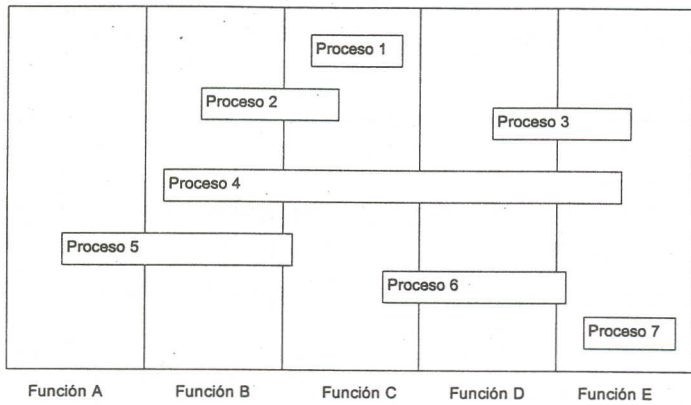 Proceso 1
Proceso 2
Proceso 3
Proceso 4
Proceso 5
Proceso 6
Proceso 7
Función A
Función B
Función C
Función D
Función E